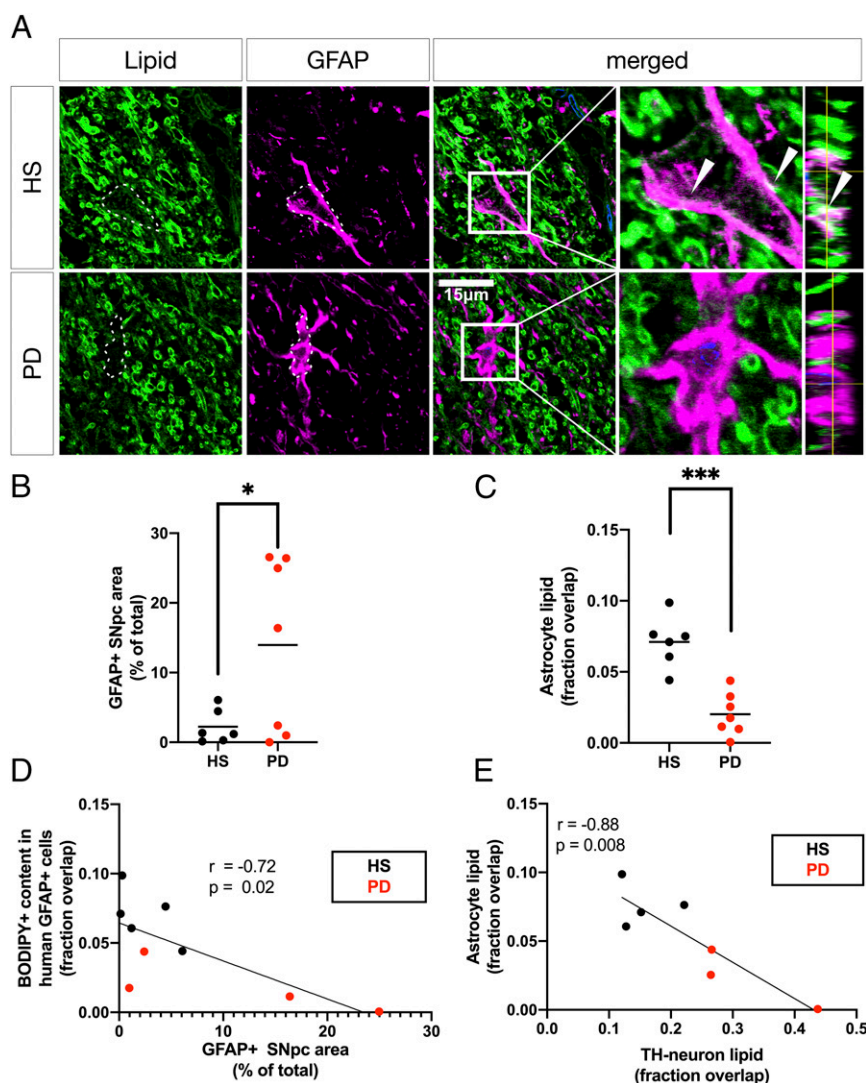 A
Lipid
GFAP
merged
HS
PD
15μm
B
*
GFAP+ SNpc area
(% of total)
30
20
10
0
HS
PD
C
***
Astrocyte lipid
(fraction overlap)
0.15
0.10
0.05
0.00
HS
PD
D
BODIPY+ content in
human GFAP+ cells
(fraction overlap)
0.15
0.10
0.05
0.00
r = -0.72
p = 0.02
HS
PD
0
10
20
30
GFAP+ SNpc area
(% of total)
E
Astrocyte lipid
(fraction overlap)
0.15
0.10
0.05
0.00
r = -0.88
p = 0.008
HS
PD
0.0
0.1
0.2
0.3
0.4
0.5
TH-neuron lipid
(fraction overlap)